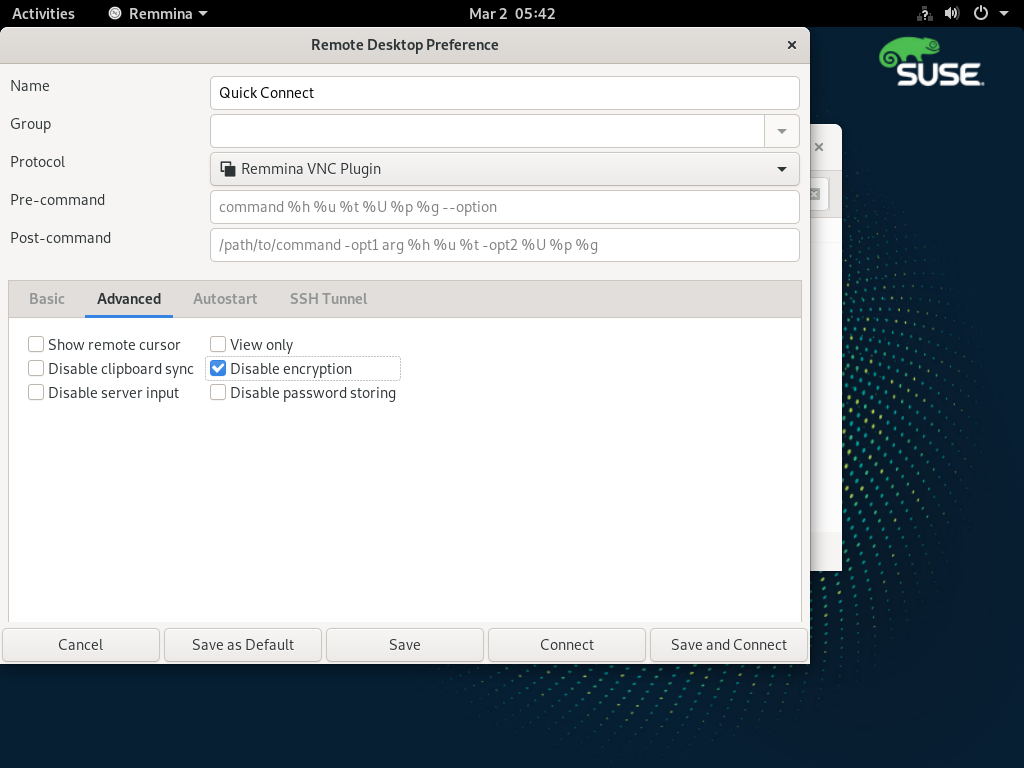 Activities Remmina Mar 2 05:42
Remote Desktop Preference
SUSE
Name Quick Connect
Group
Protocol Remmina VNC Plugin
Pre-command command %h %u %t %U %p %g --option
Post-command /path/to/command -opt1 arg %h %u %t -opt2 %U %p %g
Basic Advanced Autostart SSH Tunnel
Show remote cursor View only
Disable clipboard sync Disable encryption
Disable server input Disable password storing
Cancel Save as Default Save Connect Save and Connect